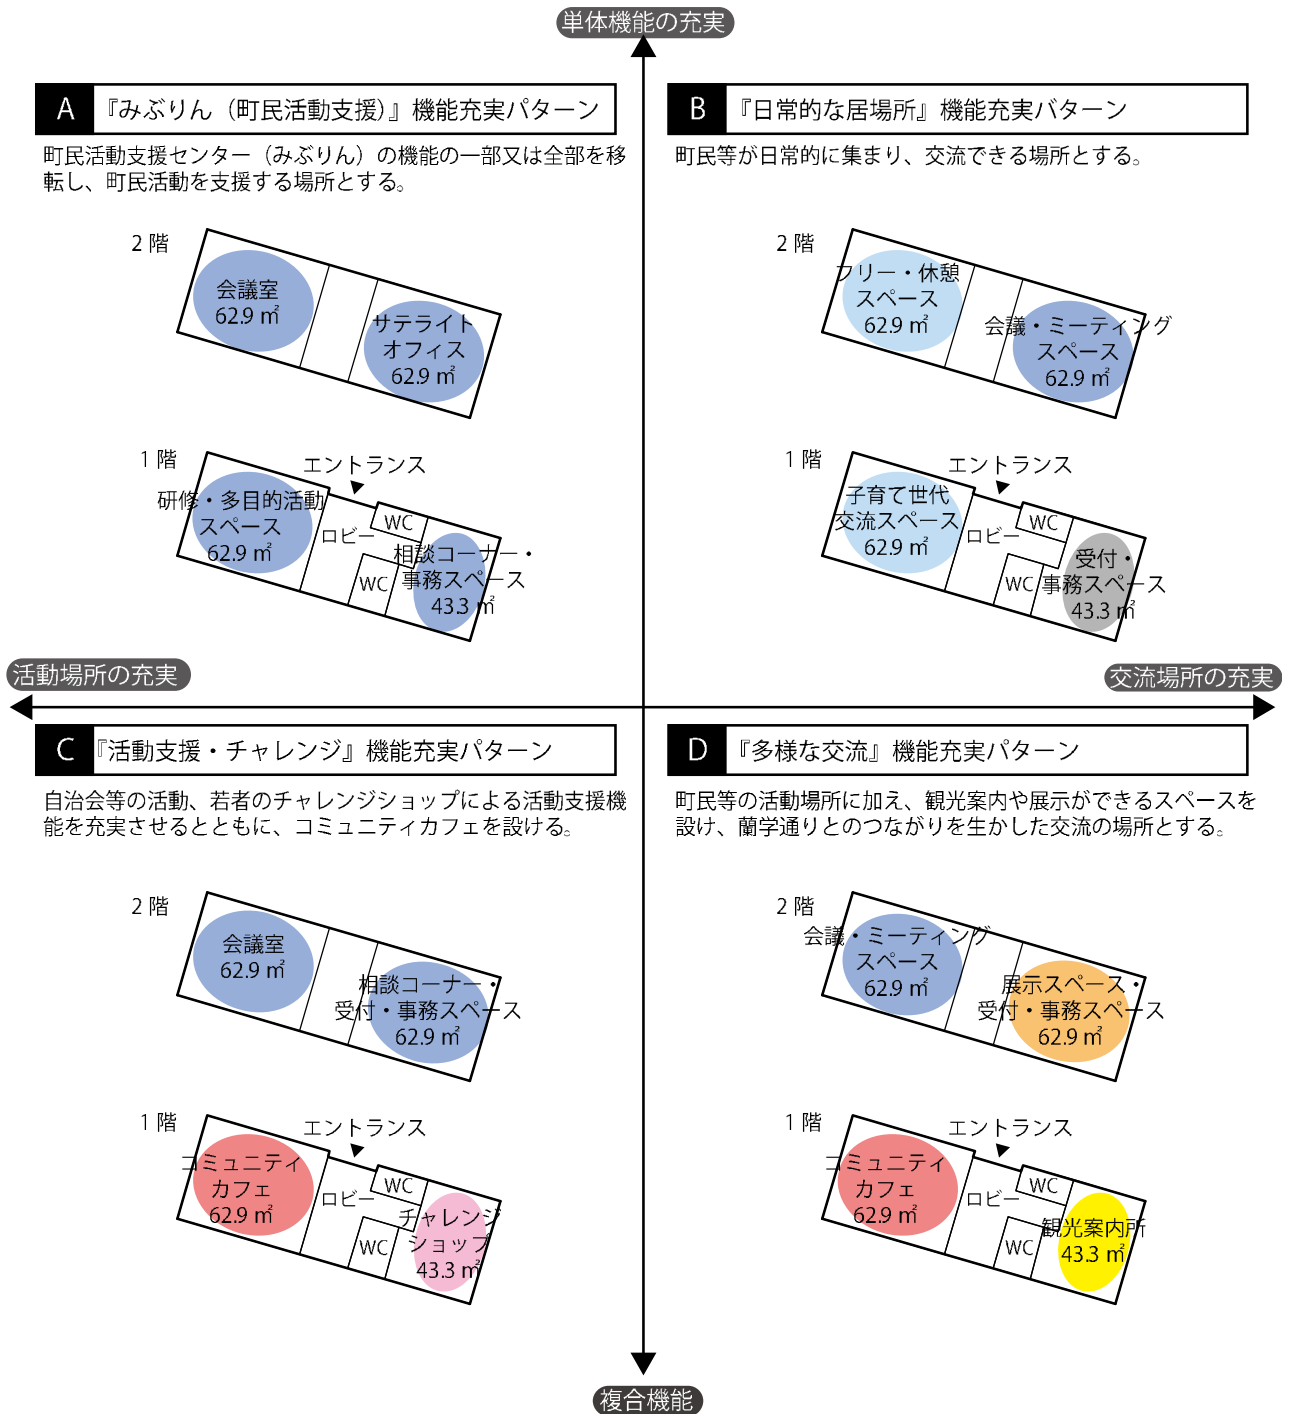 単体機能の充実
A 『みぶりん（町民活動支援）』機能充実パターン
町民活動支援センター（みぶりん）の機能の一部又は全部を移
転し、町民活動を支援する場所とする。
2 階
会議室
62.9 ㎡
サテライト
オフィス
62.9 ㎡
1 階
エントランス
研修・多目的活動
スペース
62.9 ㎡
ロビー
WC
WC
相談コーナー・
事務スペース
43.3 ㎡
B 『日常的な居場所』機能充実パターン
町民等が日常的に集まり、交流できる場所とする。
2 階
フリー・休憩
スペース
62.9 ㎡
会議・ミーティング
スペース
62.9 ㎡
1 階
エントランス
子育て世代
交流スペース
62.9 ㎡
ロビー
WC
WC
受付・
事務スペース
43.3 ㎡
活動場所の充実
交流場所の充実
C 『活動支援・チャレンジ』機能充実パターン
自治会等の活動、若者のチャレンジショップによる活動支援機
能を充実させるとともに、コミュニティカフェを設ける。
2 階
会議室
62.9 ㎡
相談コーナー・
受付・事務スペース
62.9 ㎡
1 階
エントランス
コミュニティ
カフェ
62.9 ㎡
ロビー
WC
WC
チャレンジ
ショップ
43.3 ㎡
D 『多様な交流』機能充実パターン
町民等の活動場所に加え、観光案内や展示ができるスペースを
設け、蘭学通りとのつながりを生かした交流の場所とする。
2 階
会議・ミーティング
スペース
62.9 ㎡
展示スペース・
受付・事務スペース
62.9 ㎡
1 階
エントランス
コミュニティ
カフェ
62.9 ㎡
ロビー
WC
WC
観光案内所
43.3 ㎡
複合機能